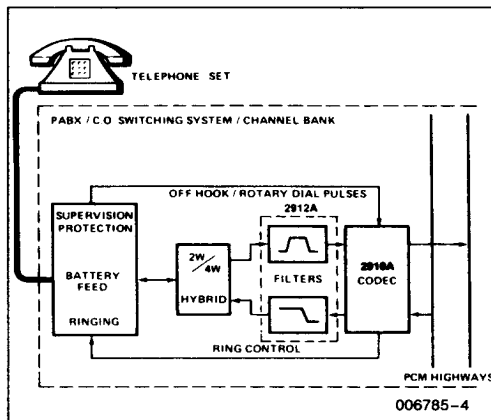 TELEPHONE SET
PABX / C.O. SWITCHING SYSTEM / CHANNEL BANK
OFF HOOK / ROTARY DIAL PULSES
2912A
SUPERVISION
PROTECTION
BATTERY
FEED
RINGING
2W/
4W
HYBRID
FILTERS
2910A
CODEC
RING CONTROL
PCM HIGHWAYS
006785-4